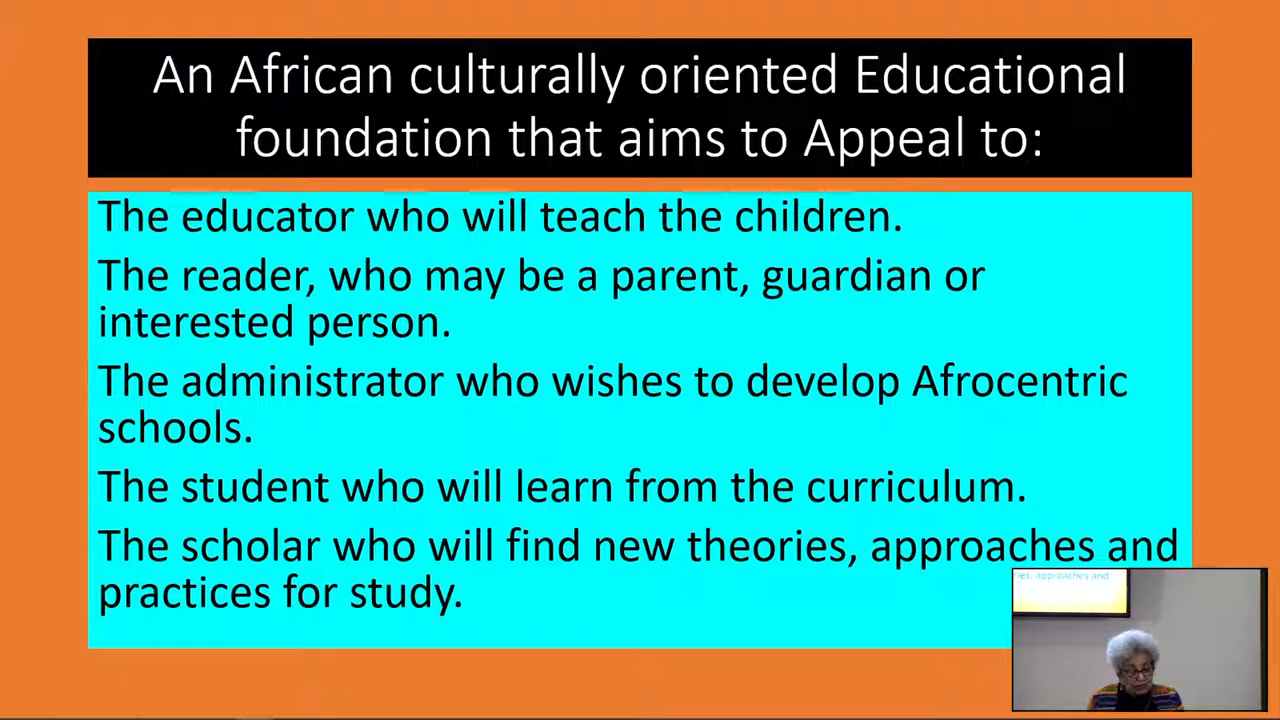 An African culturally oriented Educational
foundation that aims to Appeal to:
The educator who will teach the children.
The reader, who may be a parent, guardian or
interested person.
The administrator who wishes to develop Afrocentric
schools.
The student who will learn from the curriculum.
The scholar who will find new theories, approaches and
practices for study.
approaches and